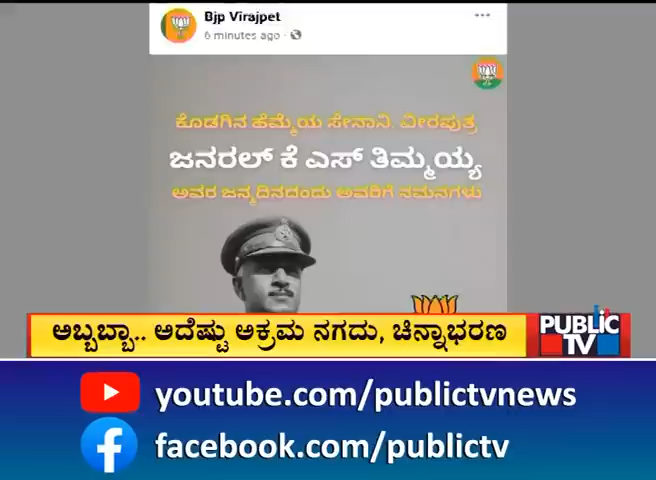 Bjp Virajpet
6 minutes ago
ಕೊಡಗಿನ ಹೆಮ್ಮೆಯ ಸೇನಾನಿ, ವೀರಪುತ್ರ
ಜನರಲ್ ಕೆ ಎಸ್ ತಿಮ್ಮಯ್ಯ
ಅವರ ಜನ್ಮದಿನದಂದು ಅವರಿಗೆ ನಮನಗಳು
ಅಬ್ಬಬ್ಬಾ.. ಅದೆಷ್ಟು ಅಕ್ರಮ ನಗದು, ಚಿನ್ನಾಭರಣ
PUBLiC
TV
youtube.com/publictvnews
facebook.com/publictv